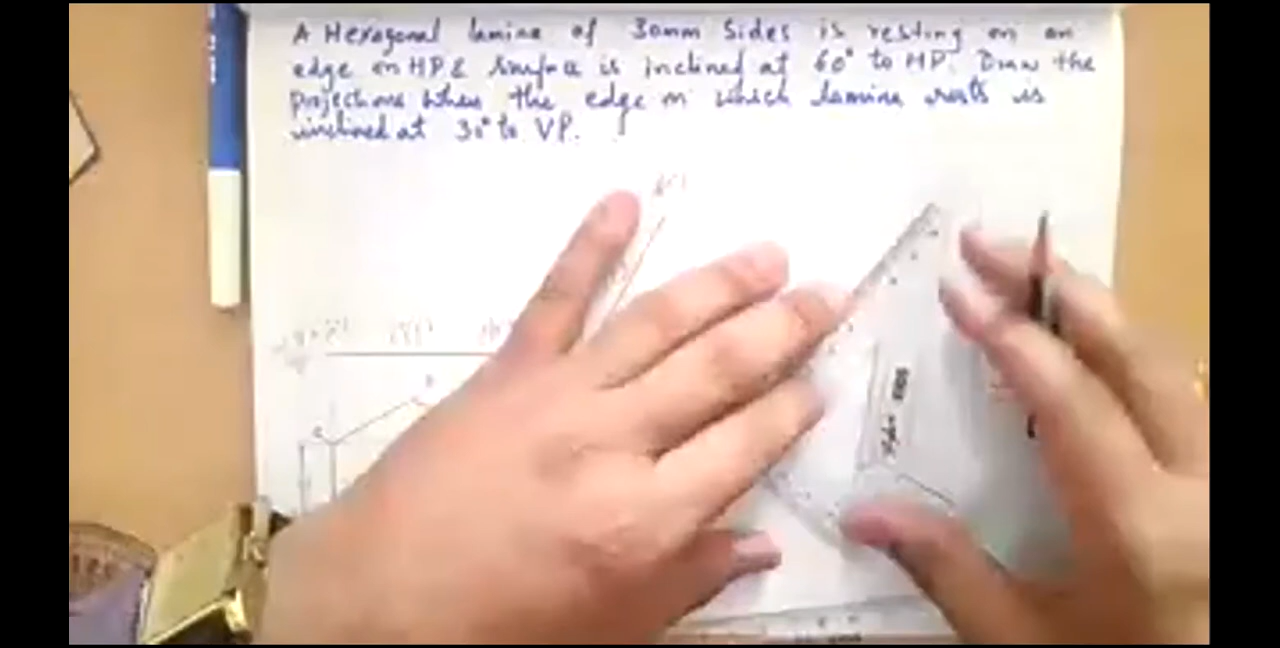 A Hexagonal lamina of 30mm Sides is resting on an
edge on HP & Surface is inclined at 60° to HP. Draw the
Projections when the edge on which lamina rests is
inclined at 30° to VP.